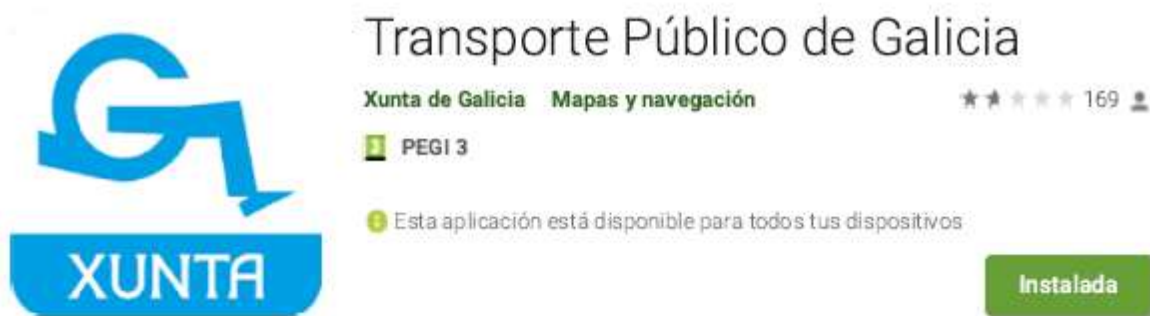 Transporte Público de Galicia
Xunta de Galicia Mapas y navegación 169
3 PEGI 3
Esta aplicación está disponible para todos tus dispositivos
XUNTA
Instalada